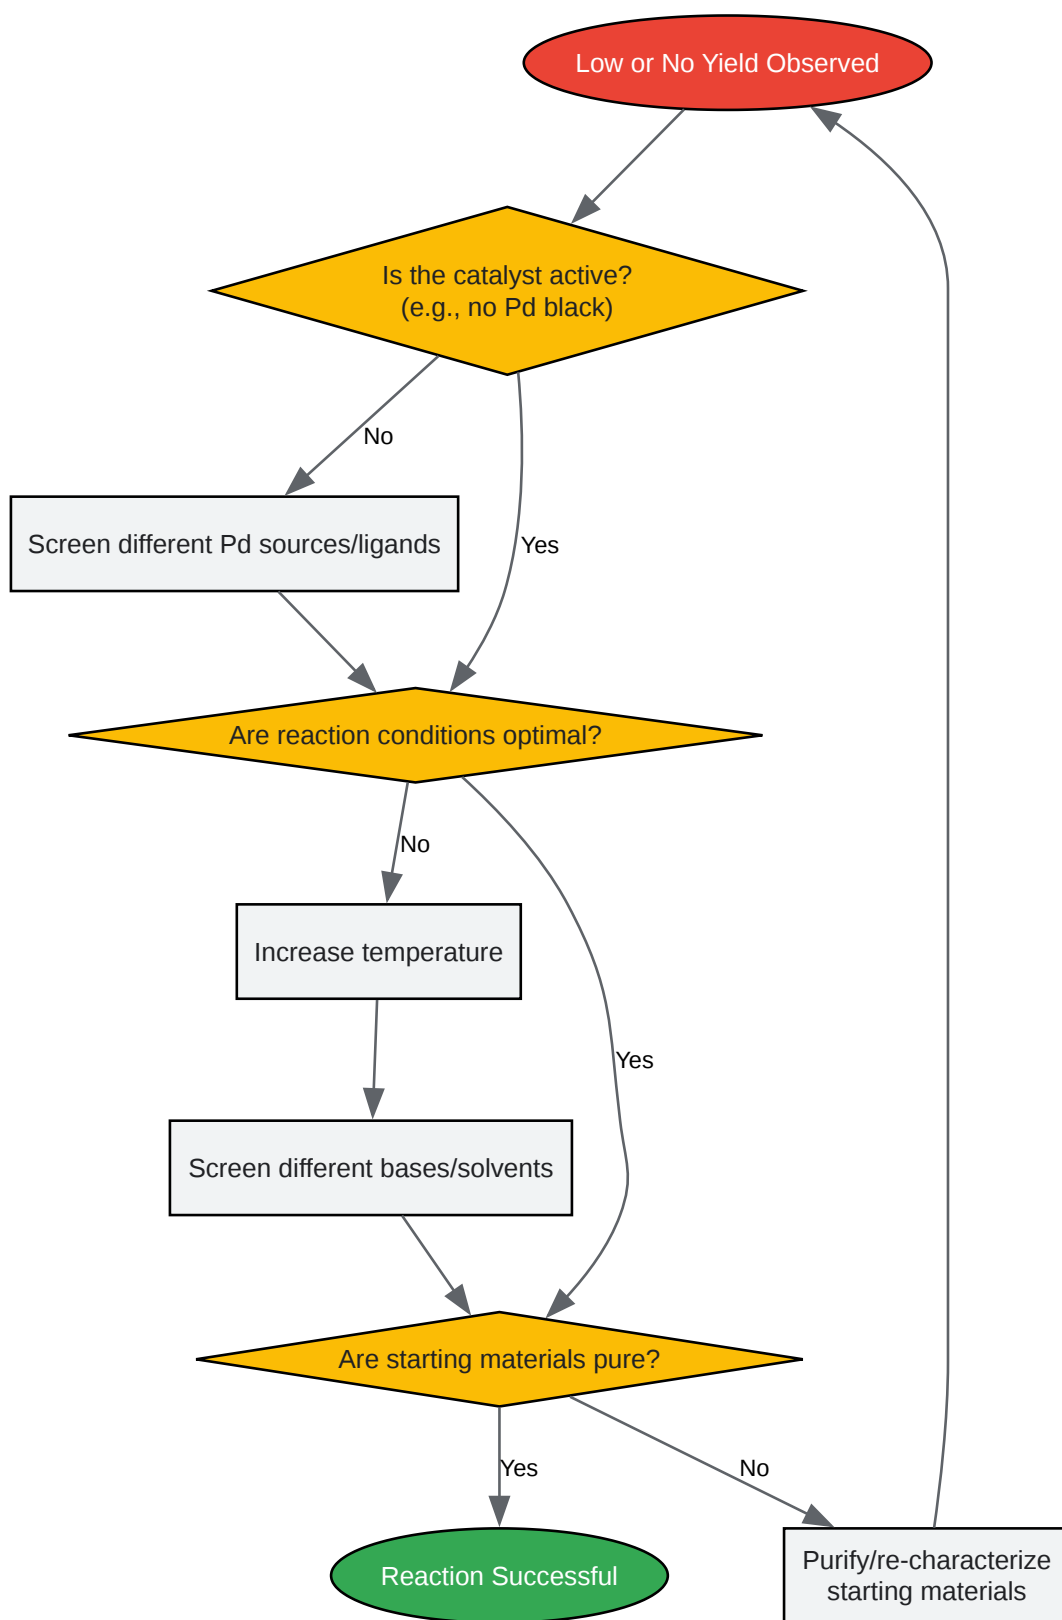 Low or No Yield Observed
Is the catalyst active?
(e.g., no Pd black)
No
Screen different Pd sources/ligands
Yes
Are reaction conditions optimal?
No
Increase temperature
Yes
Screen different bases/solvents
Are starting materials pure?
Yes
No
Reaction Successful
Purify/re-characterize
starting materials